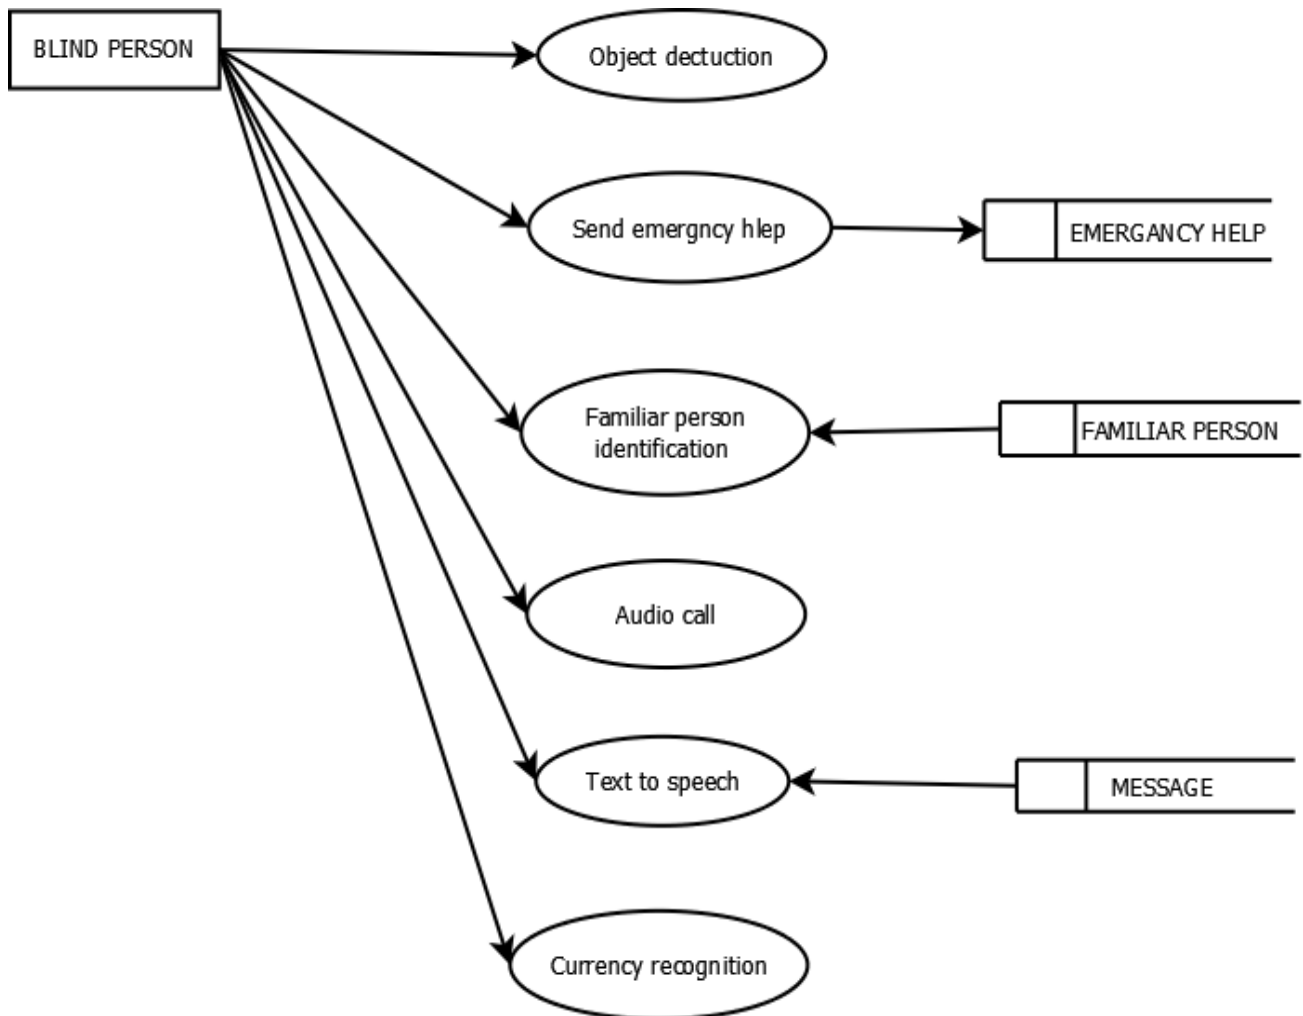 BLIND PERSON
Object dectuction
Send emergncy hlep
EMERGANCY HELP
Familiar person
identification
FAMILIAR PERSON
Audio call
Text to speech
MESSAGE
Currency recognition